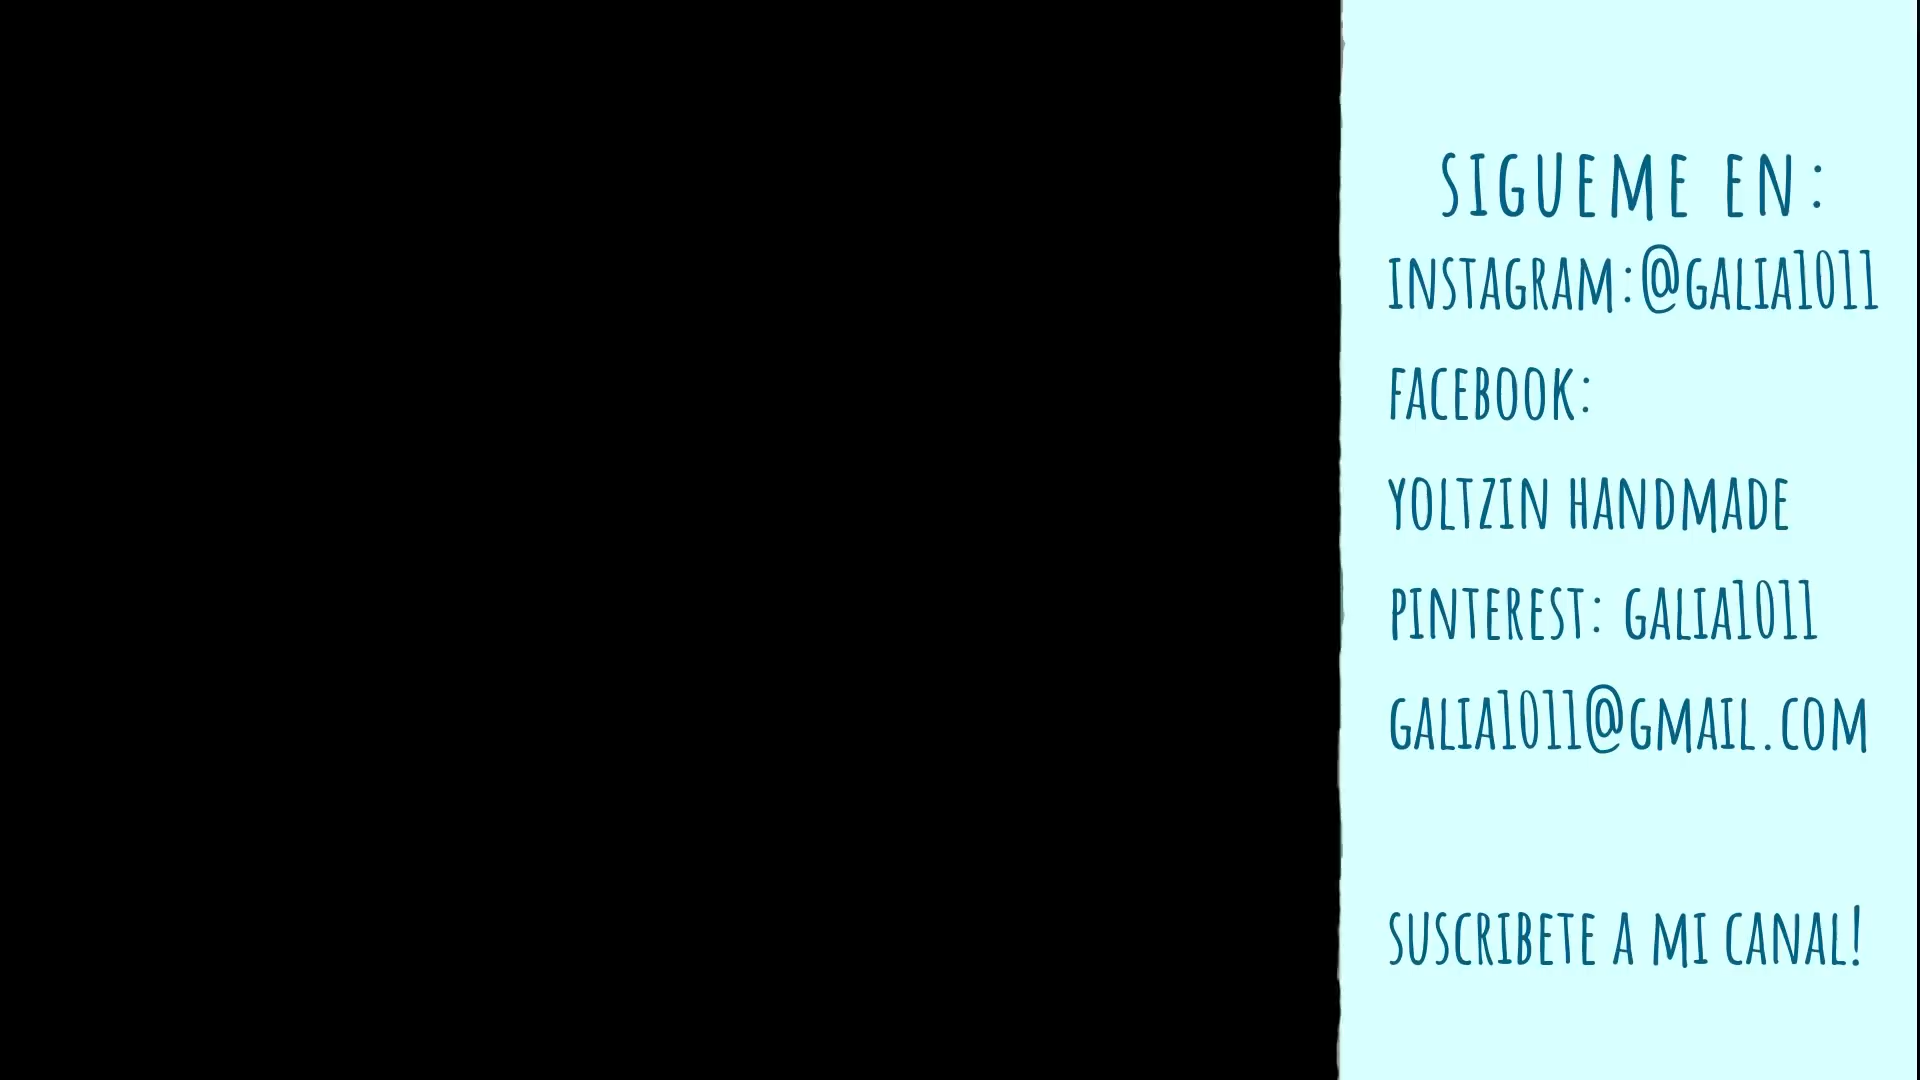 SIGUEME EN:
INSTAGRAM:@GALIA1011
FACEBOOK:
YOLTZIN HANDMADE
PINTEREST: GALIA1011
GALIA1011@GMAIL.COM
SUSCRIBETE A MI CANAL!